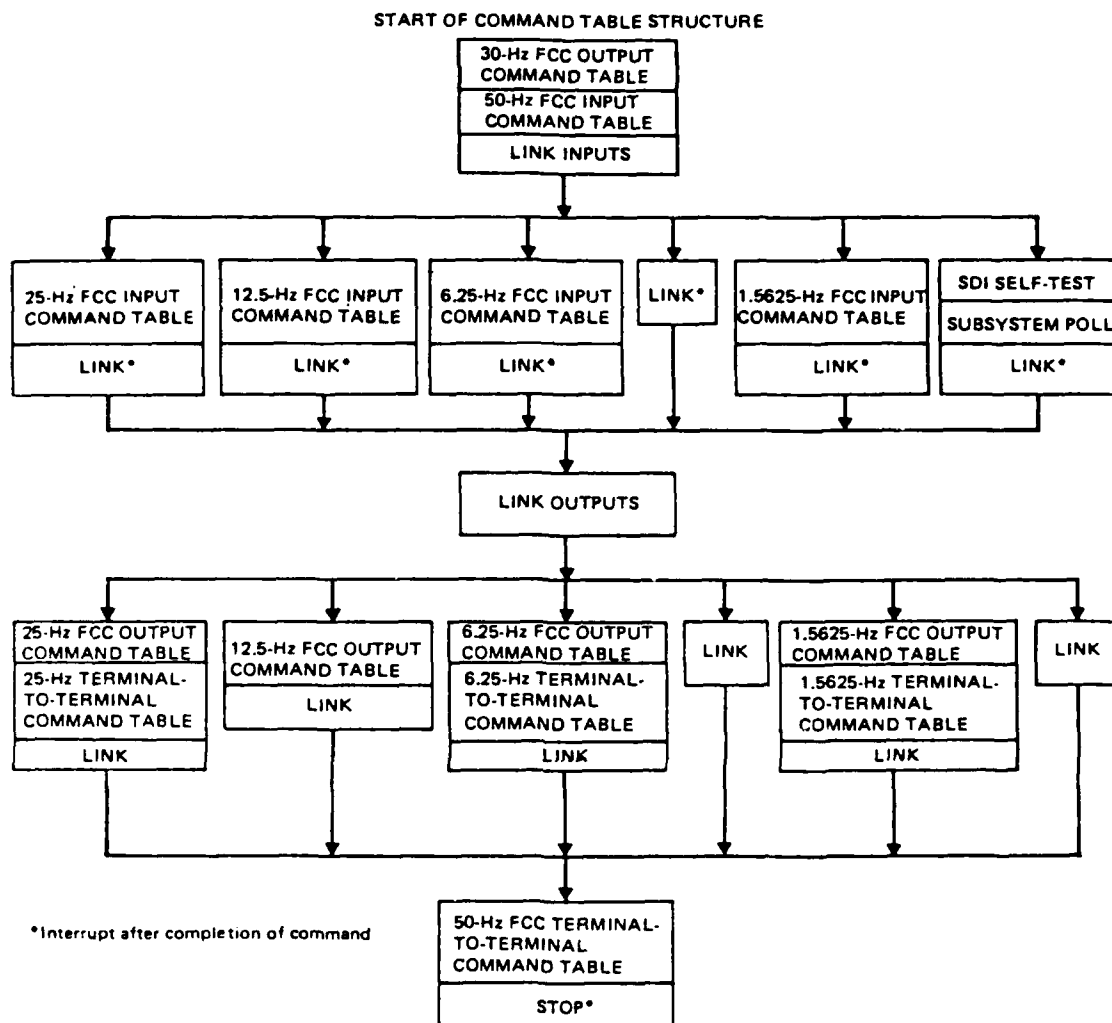 START OF COMMAND TABLE STRUCTURE
30-Hz FCC OUTPUT
COMMAND TABLE
50-Hz FCC INPUT
COMMAND TABLE
LINK INPUTS
25-Hz FCC INPUT
COMMAND TABLE
LINK*
12.5-Hz FCC INPUT
COMMAND TABLE
LINK*
6.25-Hz FCC INPUT
COMMAND TABLE
LINK*
LINK*
1.5625-Hz FCC INPUT
COMMAND TABLE
LINK*
SDI SELF-TEST
SUBSYSTEM POLL
LINK*
LINK OUTPUTS
25-Hz FCC OUTPUT
COMMAND TABLE
25-Hz TERMINAL-
TO-TERMINAL
COMMAND TABLE
LINK
12.5-Hz FCC OUTPUT
COMMAND TABLE
LINK
6.25-Hz FCC OUTPUT
COMMAND TABLE
6.25-Hz TERMINAL-
TO-TERMINAL
COMMAND TABLE
LINK
LINK
1.5625-Hz FCC OUTPUT
COMMAND TABLE
1.5625-Hz TERMINAL-
TO-TERMINAL
COMMAND TABLE
LINK
LINK
*Interrupt after completion of command
50-Hz FCC TERMINAL-
TO-TERMINAL
COMMAND TABLE
STOP*